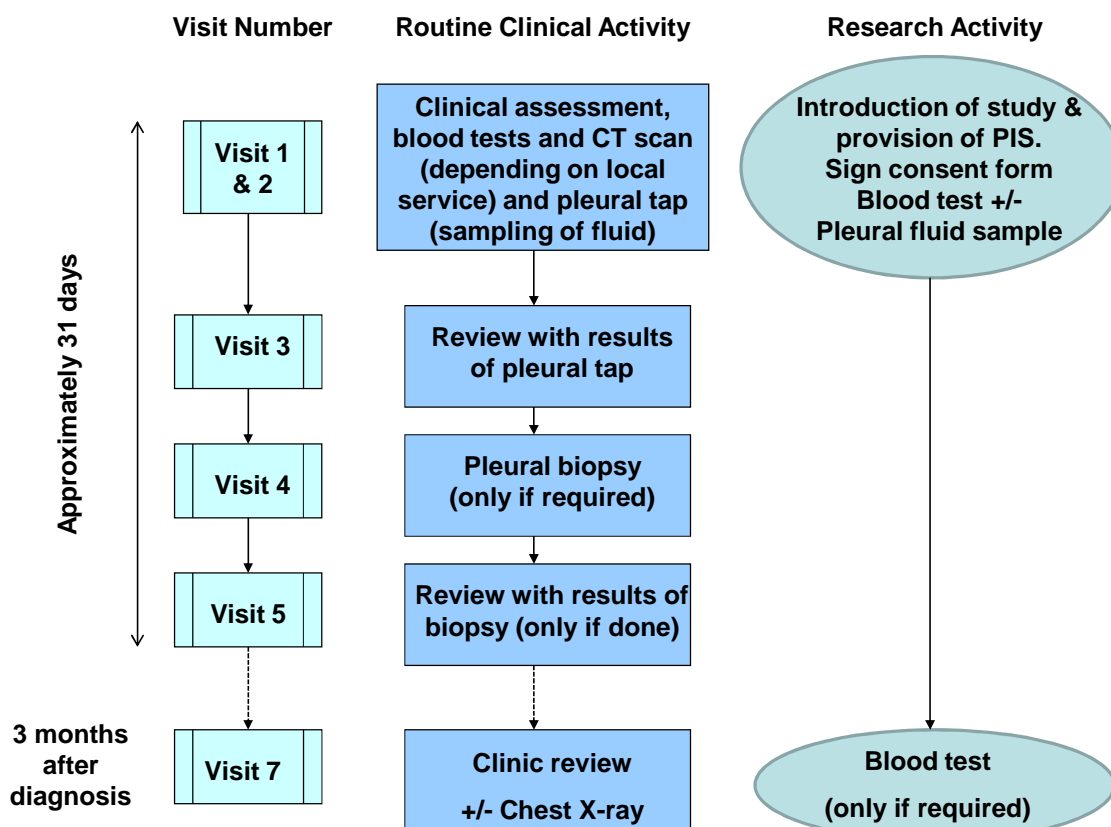 Visit Number
Routine Clinical Activity
Research Activity
Approximately 31 days
Visit 1
& 2
Clinical assessment,
blood tests and CT scan
(depending on local
service) and pleural tap
(sampling of fluid)
Introduction of study &
provision of PIS.
Sign consent form
Blood test +/-
Pleural fluid sample
Visit 3
Review with results
of pleural tap
Visit 4
Pleural biopsy
(only if required)
Visit 5
Review with results of
biopsy (only if done)
3 months
after
diagnosis
Visit 7
Clinic review
+/- Chest X-ray
Blood test
(only if required)